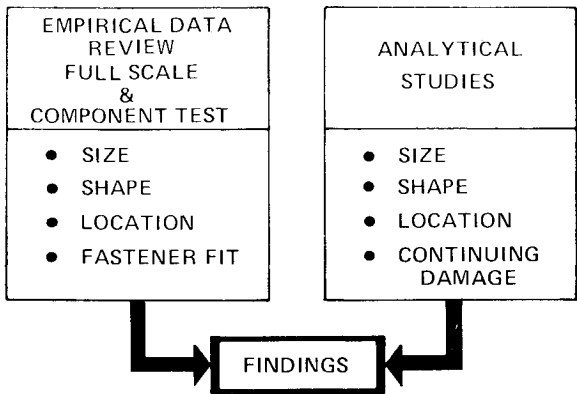 EMPIRICAL DATA
REVIEW
FULL SCALE
&
COMPONENT TEST
• SIZE
• SHAPE
• LOCATION
• FASTENER FIT
ANALYTICAL
STUDIES
• SIZE
• SHAPE
• LOCATION
• CONTINUING
DAMAGE
FINDINGS